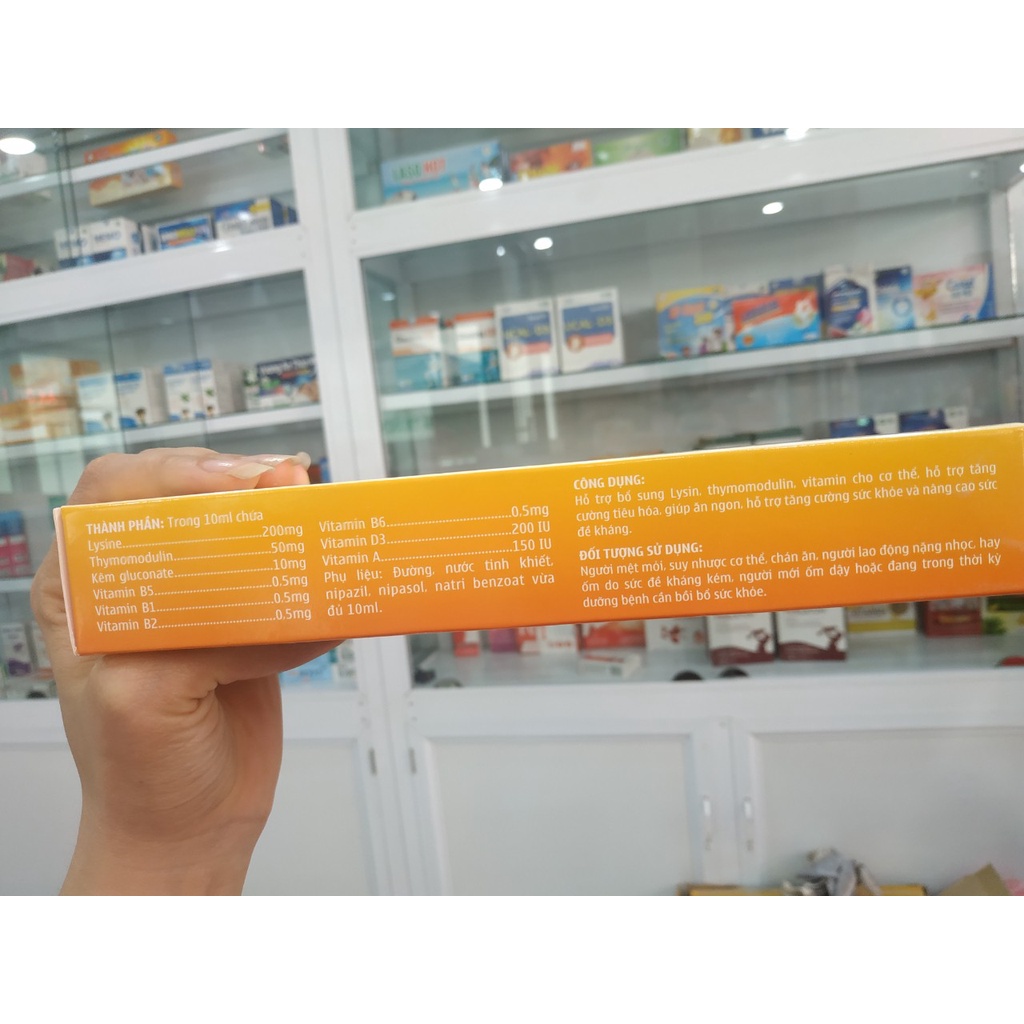 THÀNH PHẦN: Trong 10ml chứa
Lysine..............................200mg
Thymomodulin....................50mg
Kẽm gluconate...................10mg
Vitamin B5.........................0.5mg
Vitamin B1.........................0.5mg
Vitamin B2.........................0.5mg
Vitamin B6.........................0.5mg
Vitamin D3.........................200 IU
Vitamin A...........................150 IU
Phụ liệu: Đường, nước tinh khiết,
nipazil, nipasol, natri benzoat vừa
đủ 10ml.
CÔNG DỤNG:
Hỗ trợ bổ sung Lysin, thymomodulin, vitamin cho cơ thể, hỗ trợ tăng
cường tiêu hóa, giúp ăn ngon, hỗ trợ tăng cường sức khỏe và nâng cao sức
đề kháng.
ĐỐI TƯỢNG SỬ DỤNG:
Người mệt mỏi, suy nhược cơ thể, chán ăn, người lao động nặng nhọc, hay
ốm do sức đề kháng kém, người mới ốm dậy hoặc đang trong thời kỳ
dưỡng bệnh cần bồi bổ sức khỏe.